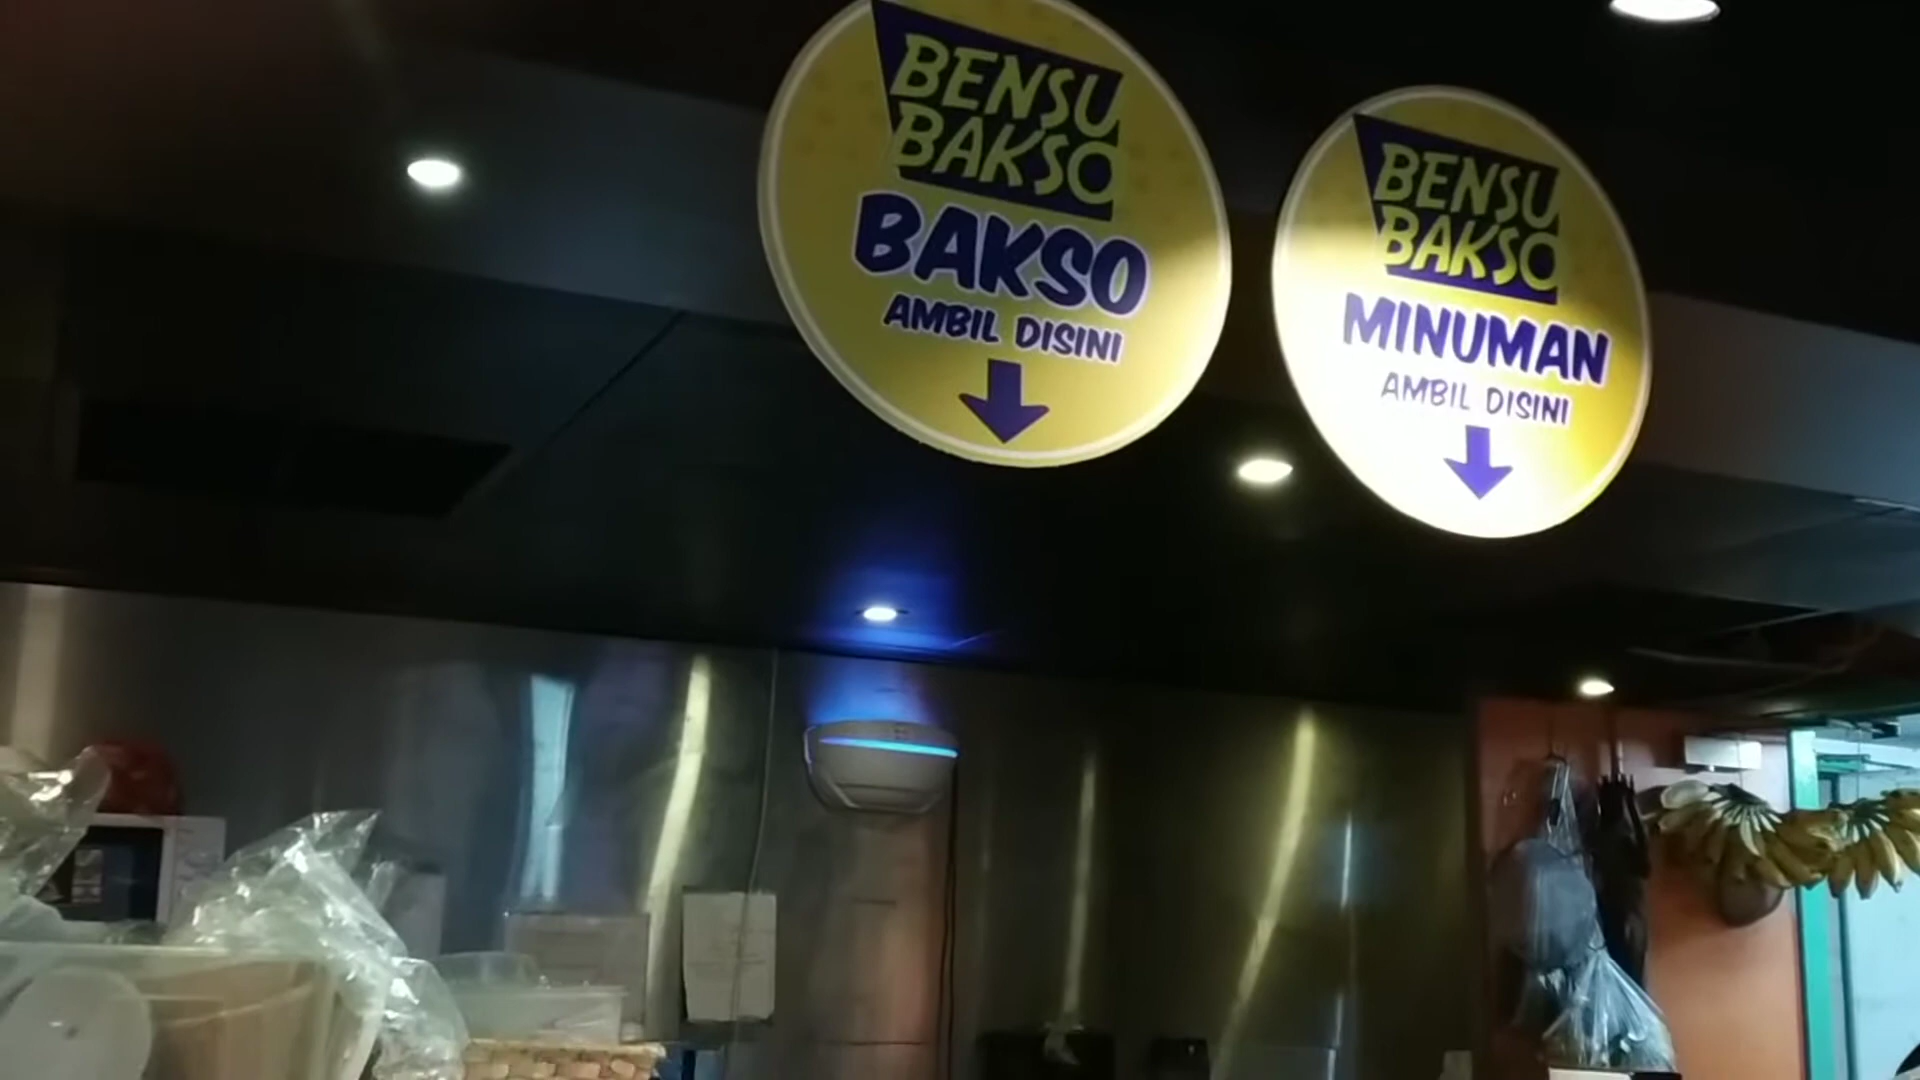 BENSU
BAKSO
BAKSO
AMBIL DISINI
BENSU
BAKSO
MINUMAN
AMBIL DISINI